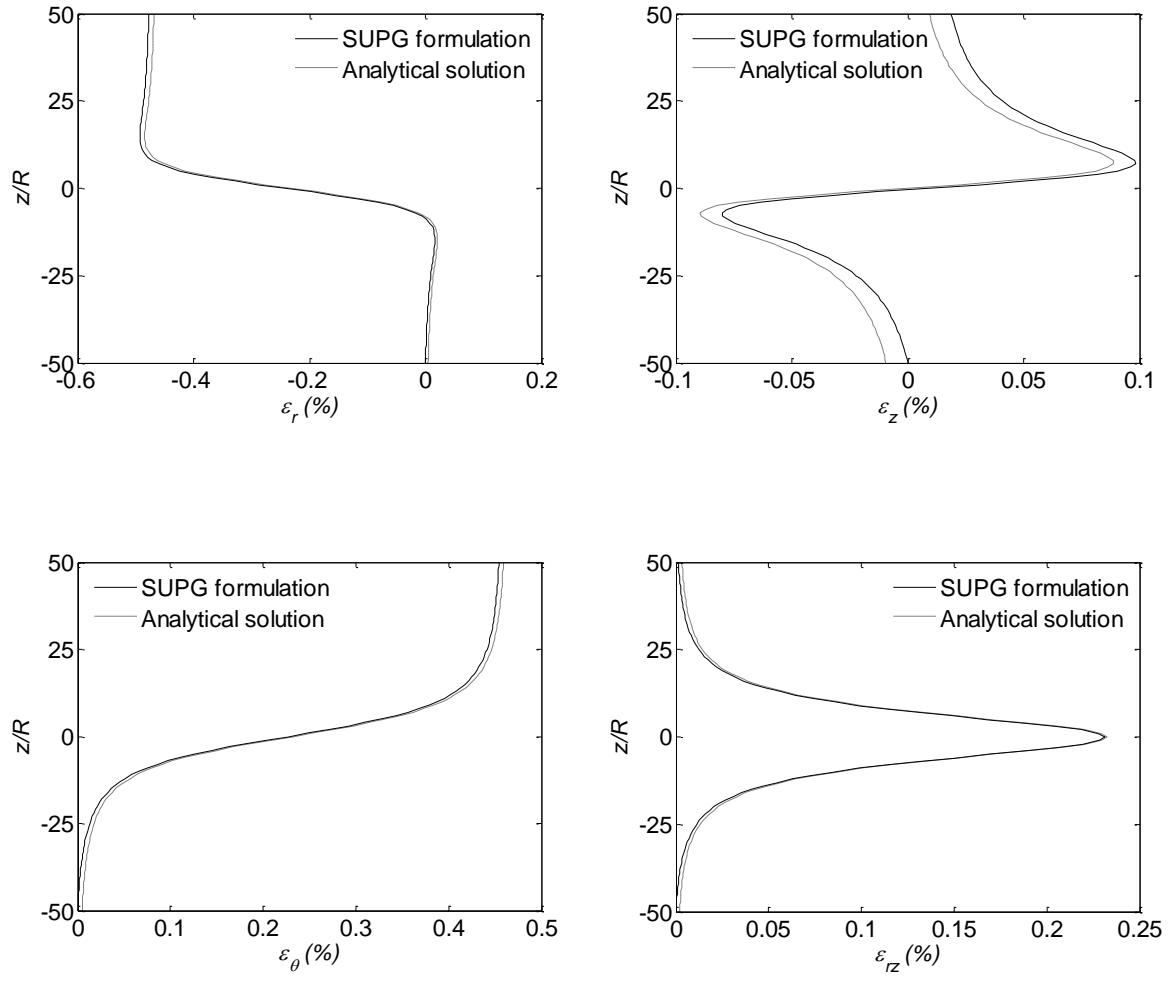 50
25
0
-25
-50
z/R
SUPG formulation
Analytical solution
-0.6
-0.4
-0.2
0
0.2
εr (%)
50
25
0
-25
-50
z/R
SUPG formulation
Analytical solution
-0.1
-0.05
0
0.05
0.1
εz (%)
50
25
0
-25
-50
z/R
SUPG formulation
Analytical solution
0
0.1
0.2
0.3
0.4
0.5
εθ (%)
50
25
0
-25
-50
z/R
SUPG formulation
Analytical solution
0
0.05
0.1
0.15
0.2
0.25
εrz (%)